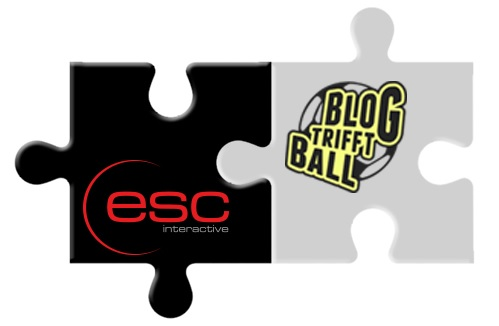 esc
interactive
BLOG
TRIFFT
BALL